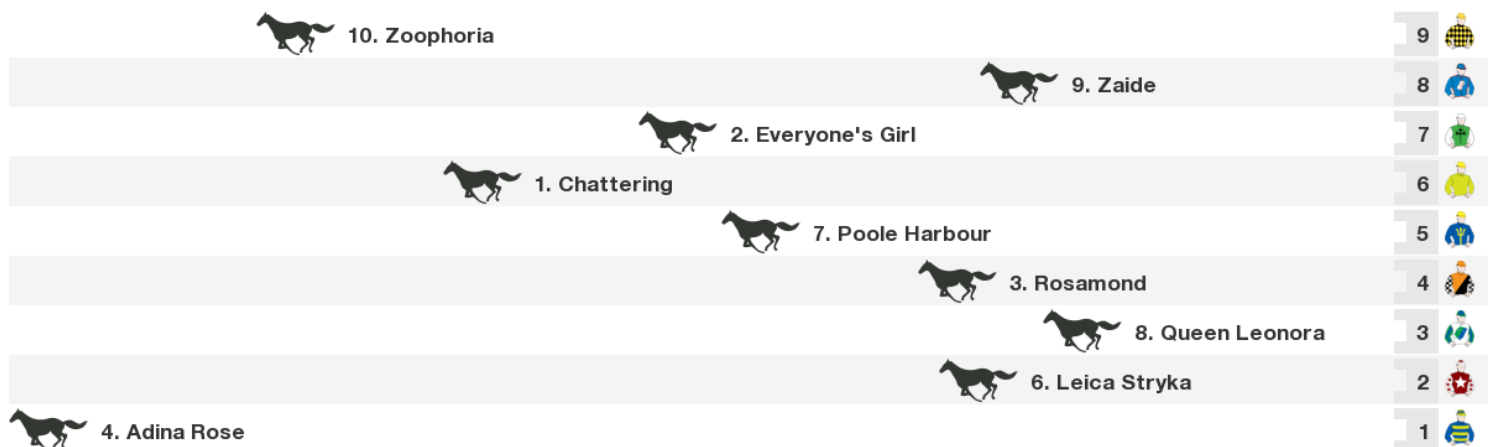 10. Zoophoria 9
9. Zaide 8
2. Everyone's Girl 7
1. Chattering 6
7. Poole Harbour 5
3. Rosamond 4
8. Queen Leonora 3
6. Leica Stryka 2
4. Adina Rose 1